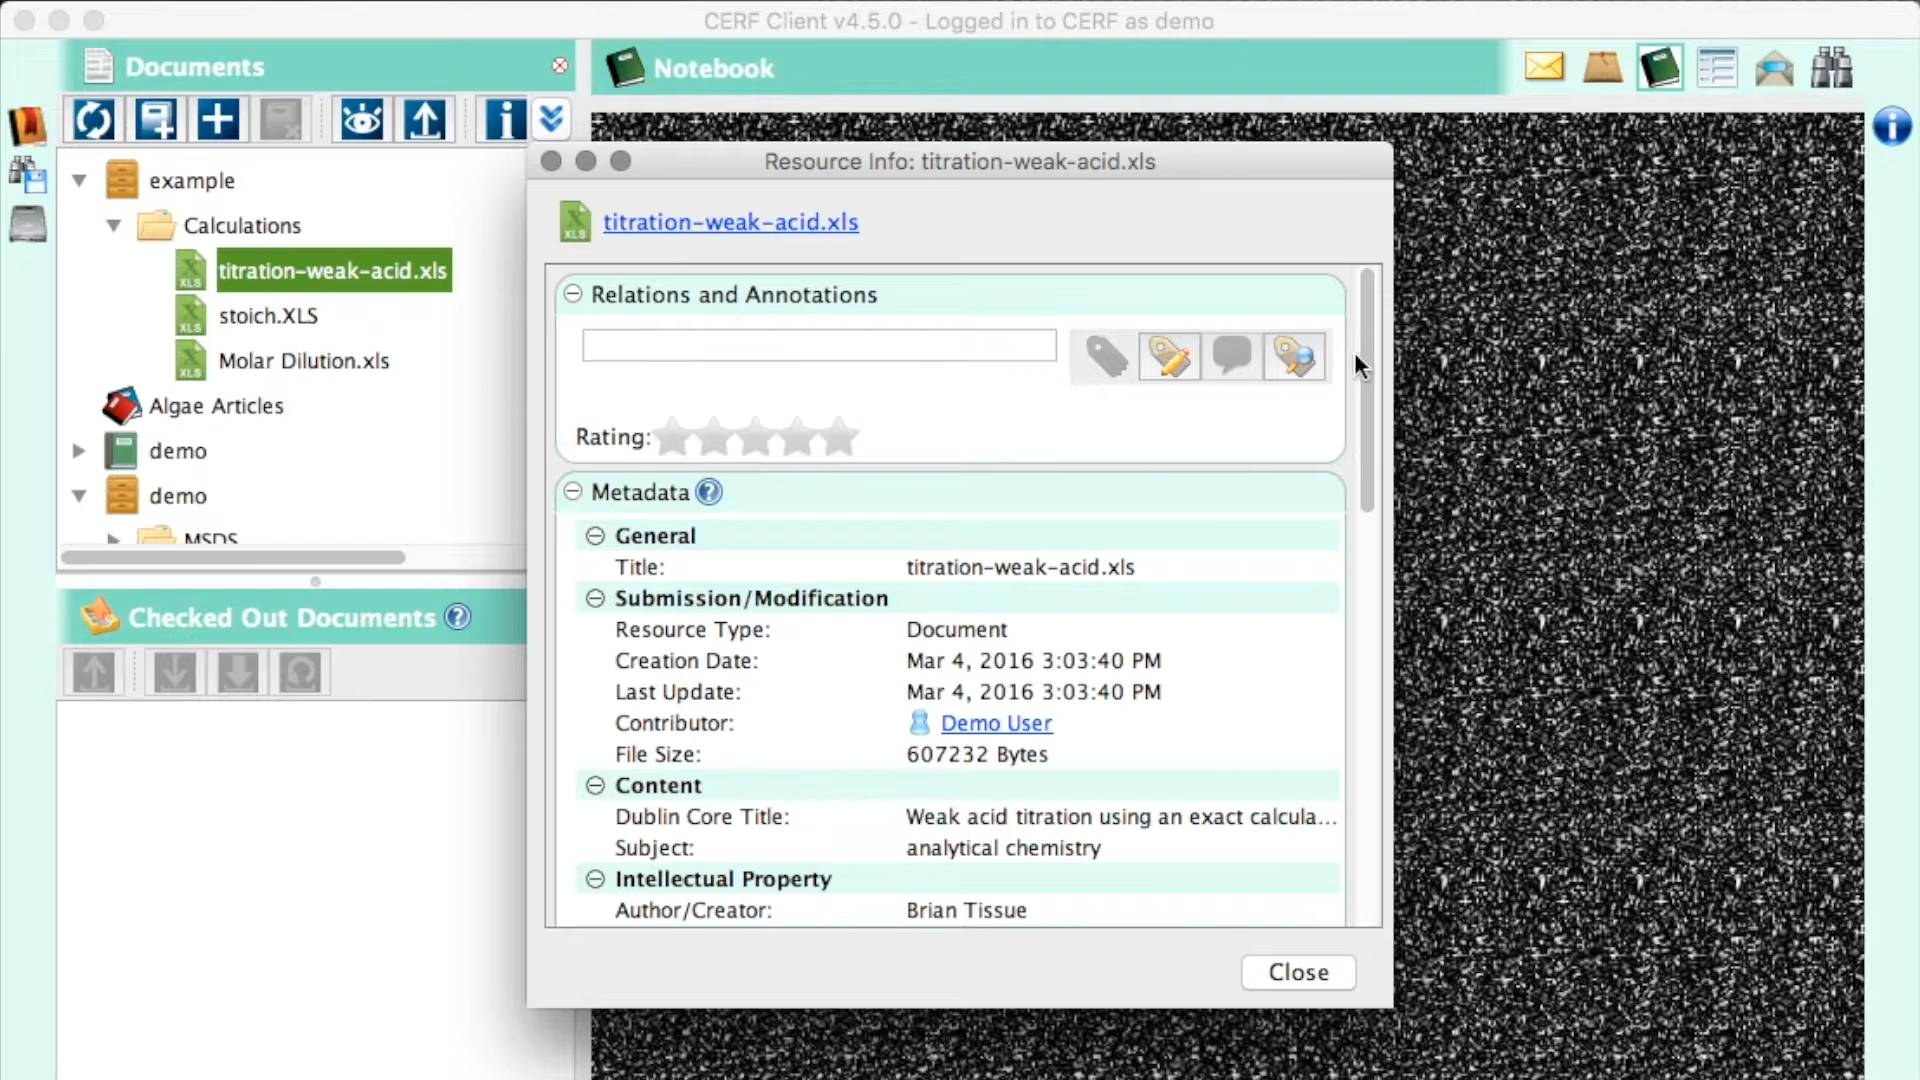 CERF Client v4.5.0 - Logged in to CERF as demo
Documents
Notebook
example
Calculations
XLS titration-weak-acid.xls
XLS stoich.XLS
XLS Molar Dilution.xls
Algae Articles
demo
demo
MSDS
Checked Out Documents ?
Resource Info: titration-weak-acid.xls
XLS titration-weak-acid.xls
Relations and Annotations
Rating:
Metadata ?
General
Title: titration-weak-acid.xls
Submission/Modification
Resource Type: Document
Creation Date: Mar 4, 2016 3:03:40 PM
Last Update: Mar 4, 2016 3:03:40 PM
Contributor: Demo User
File Size: 607232 Bytes
Content
Dublin Core Title: Weak acid titration using an exact calcula...
Subject: analytical chemistry
Intellectual Property
Author/Creator: Brian Tissue
Close